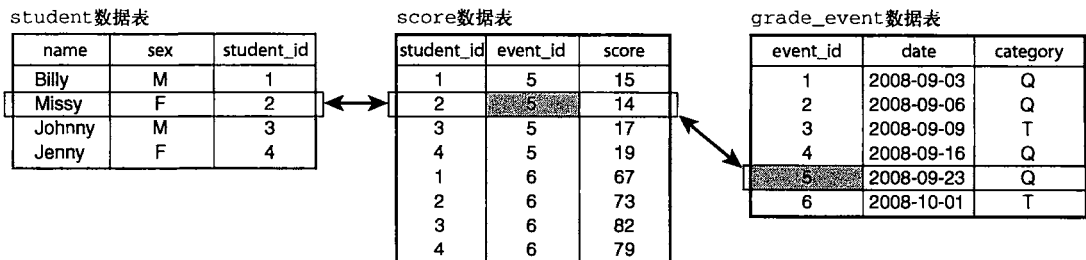 student数据表
name sex student_id
Billy M 1
Missy F 2
Johnny M 3
Jenny F 4
score数据表
student_id event_id score
1 5 15
2 5 14
3 5 17
4 5 19
1 6 67
2 6 73
3 6 82
4 6 79
grade_event数据表
event_id date category
1 2008-09-03 Q
2 2008-09-06 Q
3 2008-09-09 T
4 2008-09-16 Q
5 2008-09-23 Q
6 2008-10-01 T